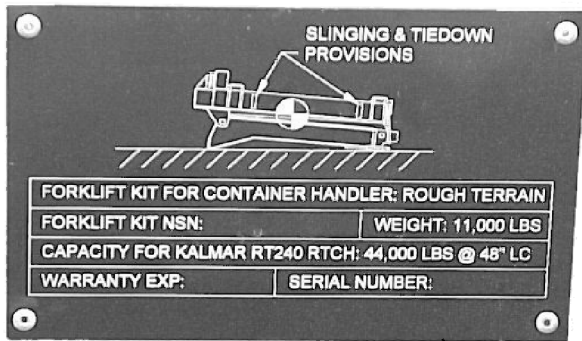 SLINGING & TIEDOWN
PROVISIONS
FORKLIFT KIT FOR CONTAINER HANDLER: ROUGH TERRAIN
FORKLIFT KIT NSN: WEIGHT: 11,000 LBS
CAPACITY FOR KALMAR RT240 RTCH: 44,000 LBS @ 48" LC
WARRANTY EXP: SERIAL NUMBER: